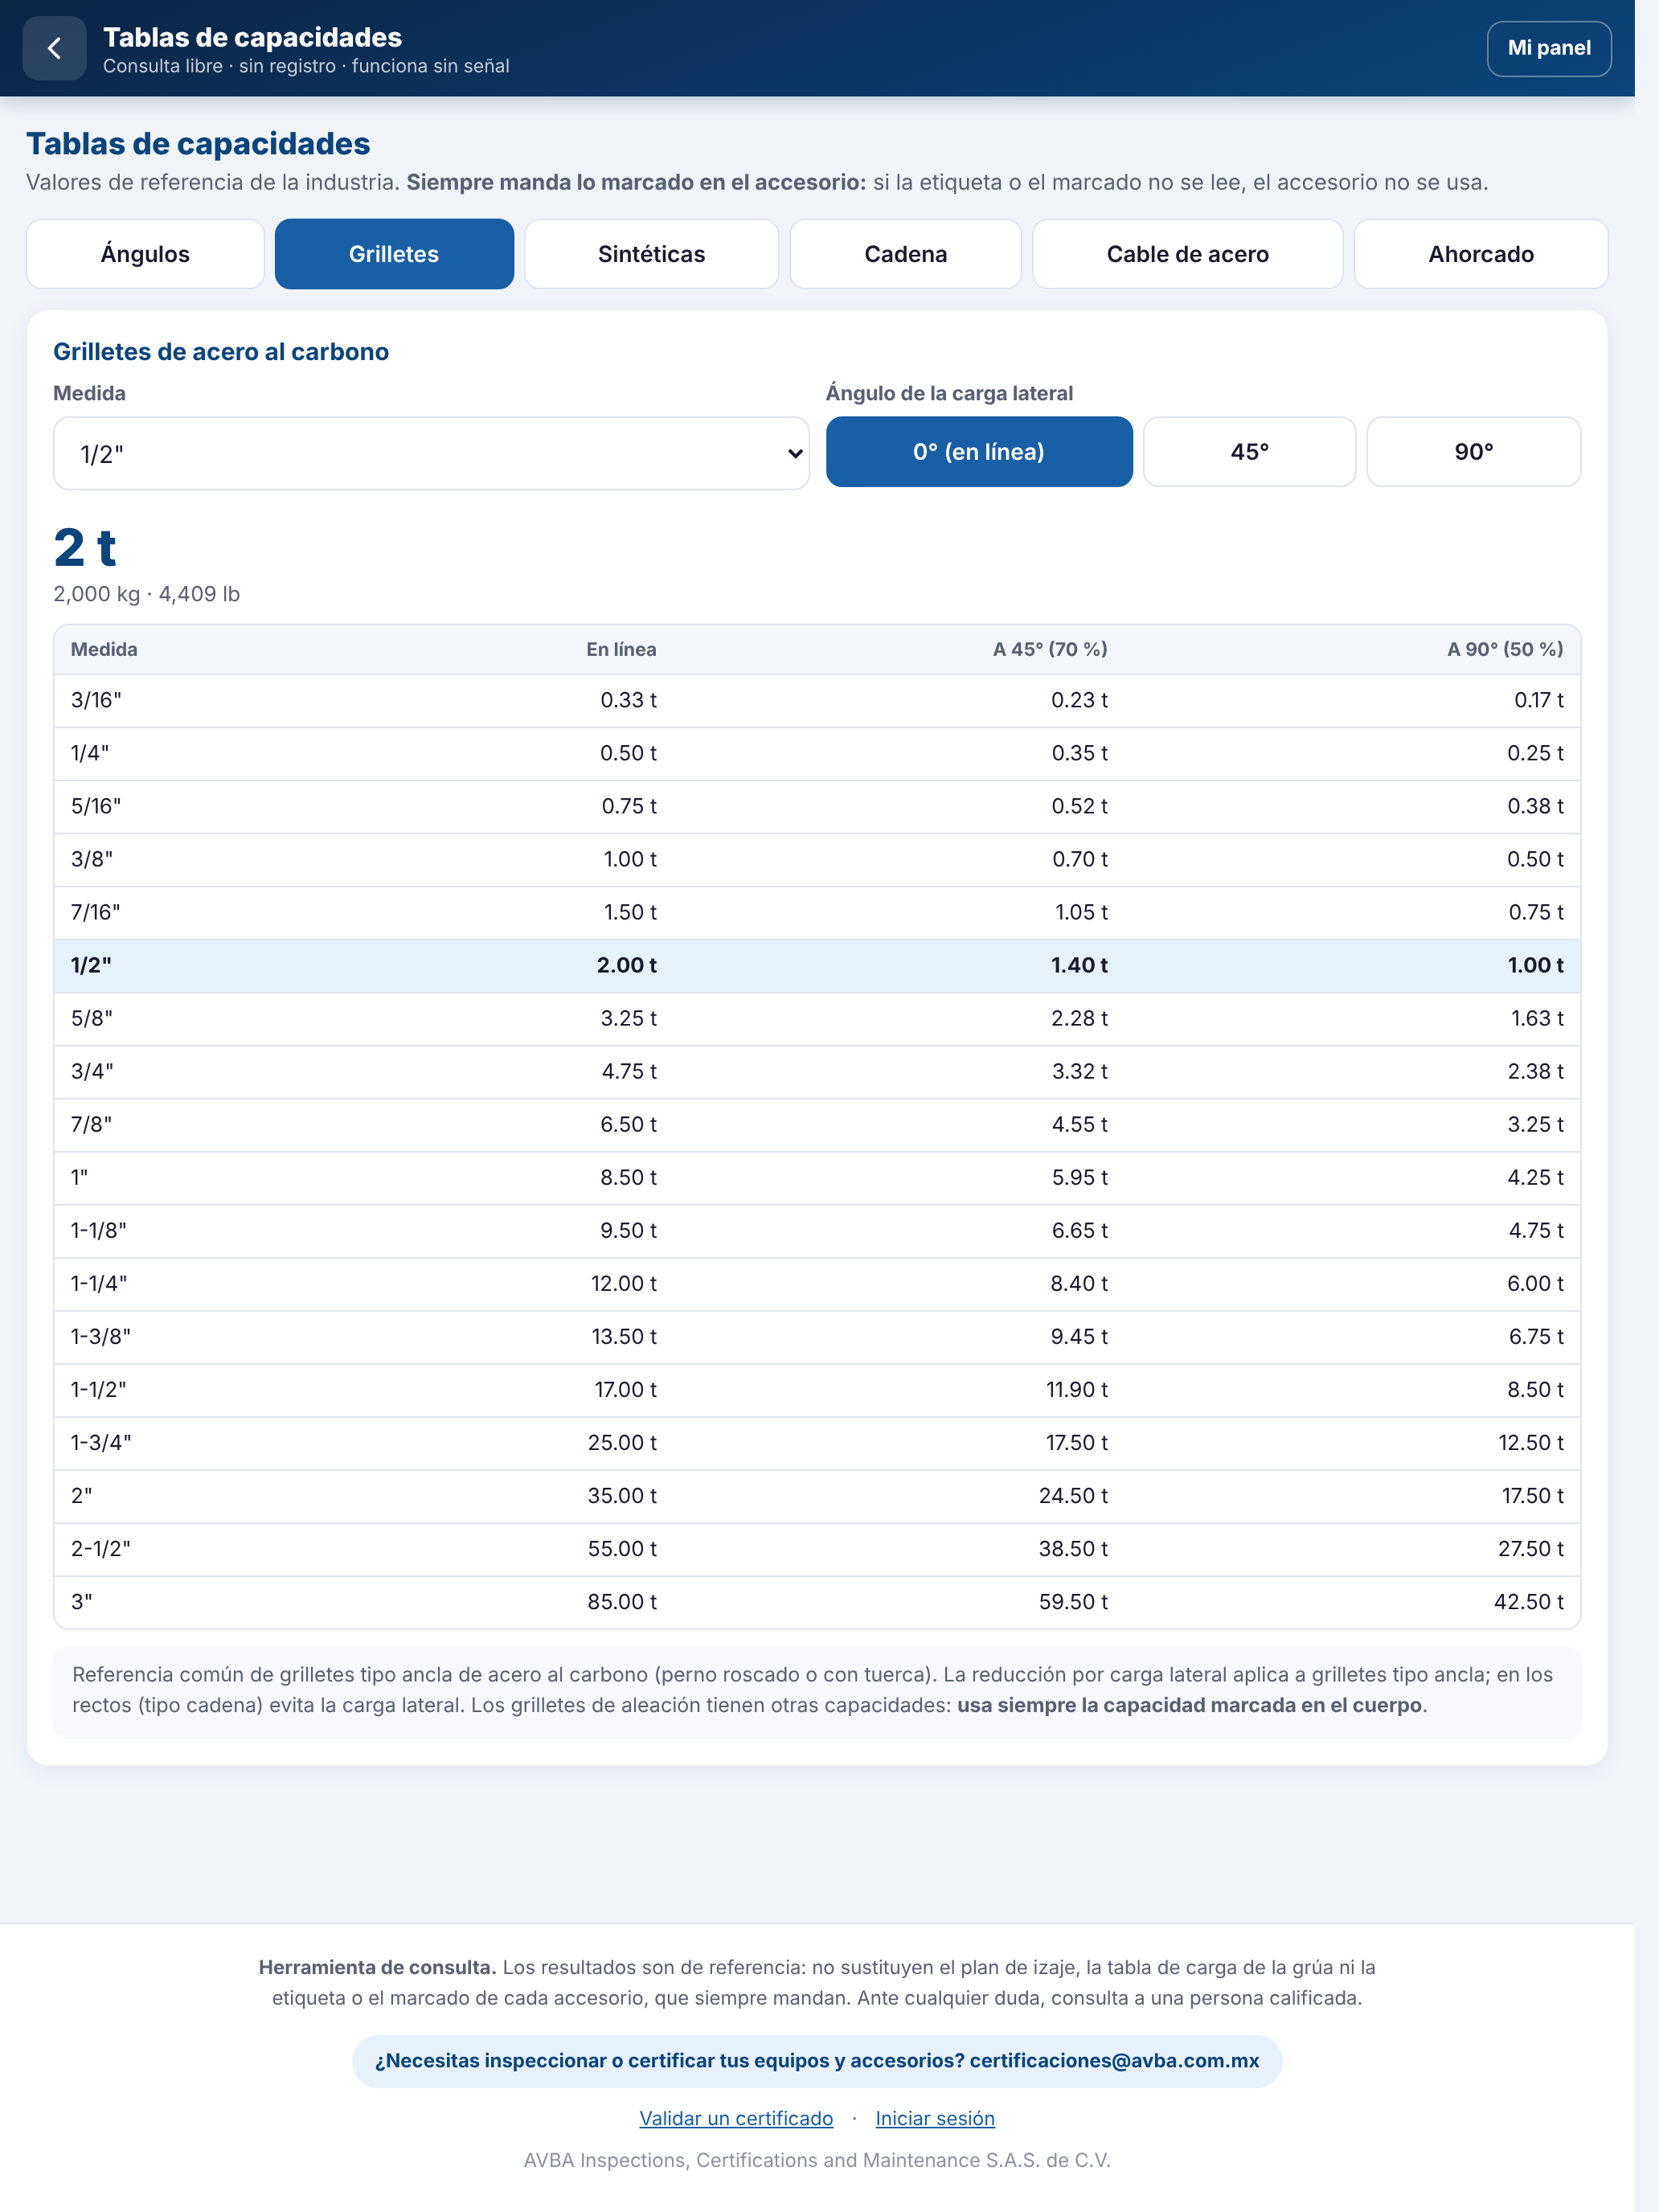 Tablas de capacidades
Consulta libre · sin registro · funciona sin señal
Mi panel
Tablas de capacidades
Valores de referencia de la industria. Siempre manda lo marcado en el accesorio: si la etiqueta o el marcado no se lee, el accesorio no se usa.
Ángulos Grilletes Sintéticas Cadena Cable de acero Ahorcado
Grilletes de acero al carbono
Medida Ángulo de la carga lateral
1/2" 0° (en línea) 45° 90°
2 t
2,000 kg · 4,409 lb
Medida En línea A 45° (70 %) A 90° (50 %)
3/16" 0.33 t 0.23 t 0.17 t
1/4" 0.50 t 0.35 t 0.25 t
5/16" 0.75 t 0.52 t 0.38 t
3/8" 1.00 t 0.70 t 0.50 t
7/16" 1.50 t 1.05 t 0.75 t
1/2" 2.00 t 1.40 t 1.00 t
5/8" 3.25 t 2.28 t 1.63 t
3/4" 4.75 t 3.32 t 2.38 t
7/8" 6.50 t 4.55 t 3.25 t
1" 8.50 t 5.95 t 4.25 t
1-1/8" 9.50 t 6.65 t 4.75 t
1-1/4" 12.00 t 8.40 t 6.00 t
1-3/8" 13.50 t 9.45 t 6.75 t
1-1/2" 17.00 t 11.90 t 8.50 t
1-3/4" 25.00 t 17.50 t 12.50 t
2" 35.00 t 24.50 t 17.50 t
2-1/2" 55.00 t 38.50 t 27.50 t
3" 85.00 t 59.50 t 42.50 t
Referencia común de grilletes tipo ancla de acero al carbono (perno roscado o con tuerca). La reducción por carga lateral aplica a grilletes tipo ancla; en los
rectos (tipo cadena) evita la carga lateral. Los grilletes de aleación tienen otras capacidades: usa siempre la capacidad marcada en el cuerpo.
Herramienta de consulta. Los resultados son de referencia: no sustituyen el plan de izaje, la tabla de carga de la grúa ni la
etiqueta o el marcado de cada accesorio, que siempre mandan. Ante cualquier duda, consulta a una persona calificada.
¿Necesitas inspeccionar o certificar tus equipos y accesorios? certificaciones@avba.com.mx
Validar un certificado · Iniciar sesión
AVBA Inspections, Certifications and Maintenance S.A.S. de C.V.